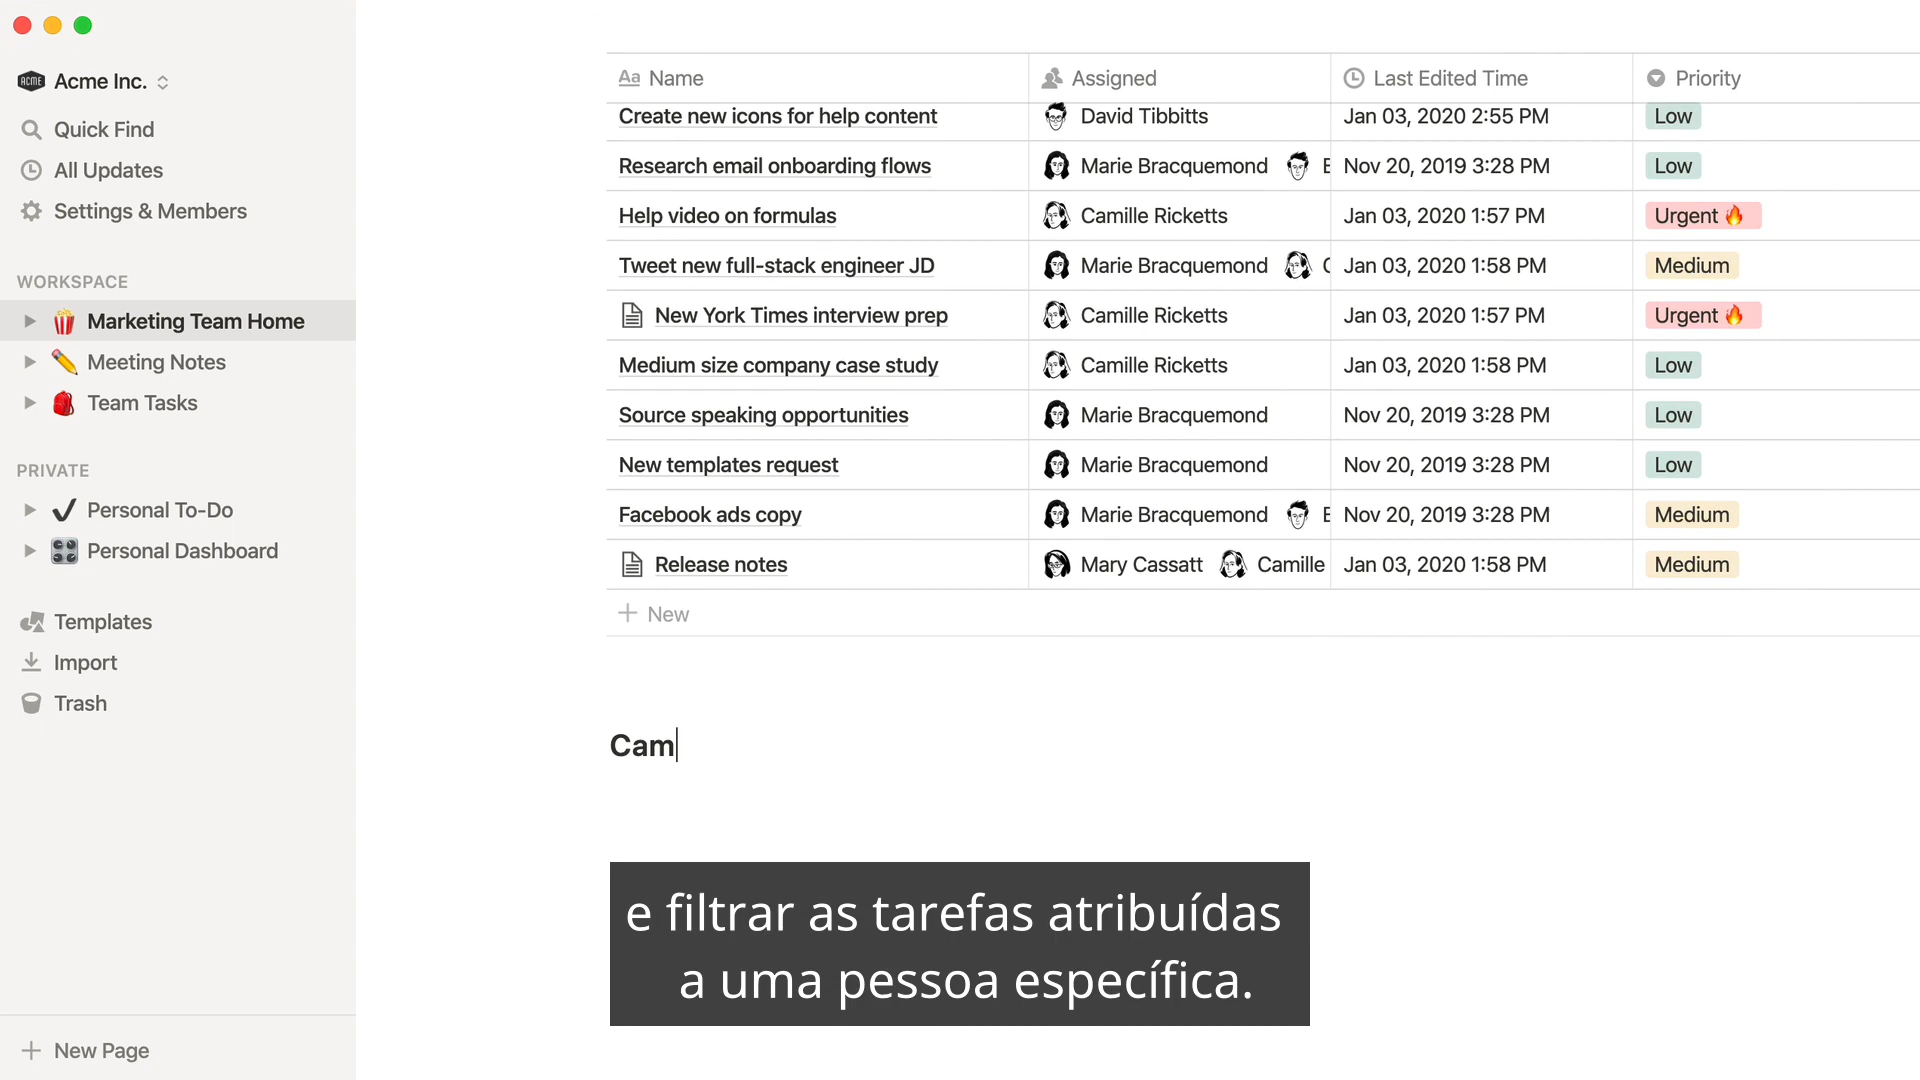 ACME Acme Inc.
Quick Find
All Updates
Settings & Members
WORKSPACE
Marketing Team Home
Meeting Notes
Team Tasks
PRIVATE
Personal To-Do
Personal Dashboard
Templates
Import
Trash
New Page
Aa Name Assigned Last Edited Time Priority
Create new icons for help content David Tibbitts Jan 03, 2020 2:55 PM Low
Research email onboarding flows Marie Bracquemond Nov 20, 2019 3:28 PM Low
Help video on formulas Camille Ricketts Jan 03, 2020 1:57 PM Urgent 🔥
Tweet new full-stack engineer JD Marie Bracquemond Jan 03, 2020 1:58 PM Medium
New York Times interview prep Camille Ricketts Jan 03, 2020 1:57 PM Urgent 🔥
Medium size company case study Camille Ricketts Jan 03, 2020 1:58 PM Low
Source speaking opportunities Marie Bracquemond Nov 20, 2019 3:28 PM Low
New templates request Marie Bracquemond Nov 20, 2019 3:28 PM Low
Facebook ads copy Marie Bracquemond Nov 20, 2019 3:28 PM Medium
Release notes Mary Cassatt Camille Jan 03, 2020 1:58 PM Medium
New
Cam
e filtrar as tarefas atribuídas
a uma pessoa específica.